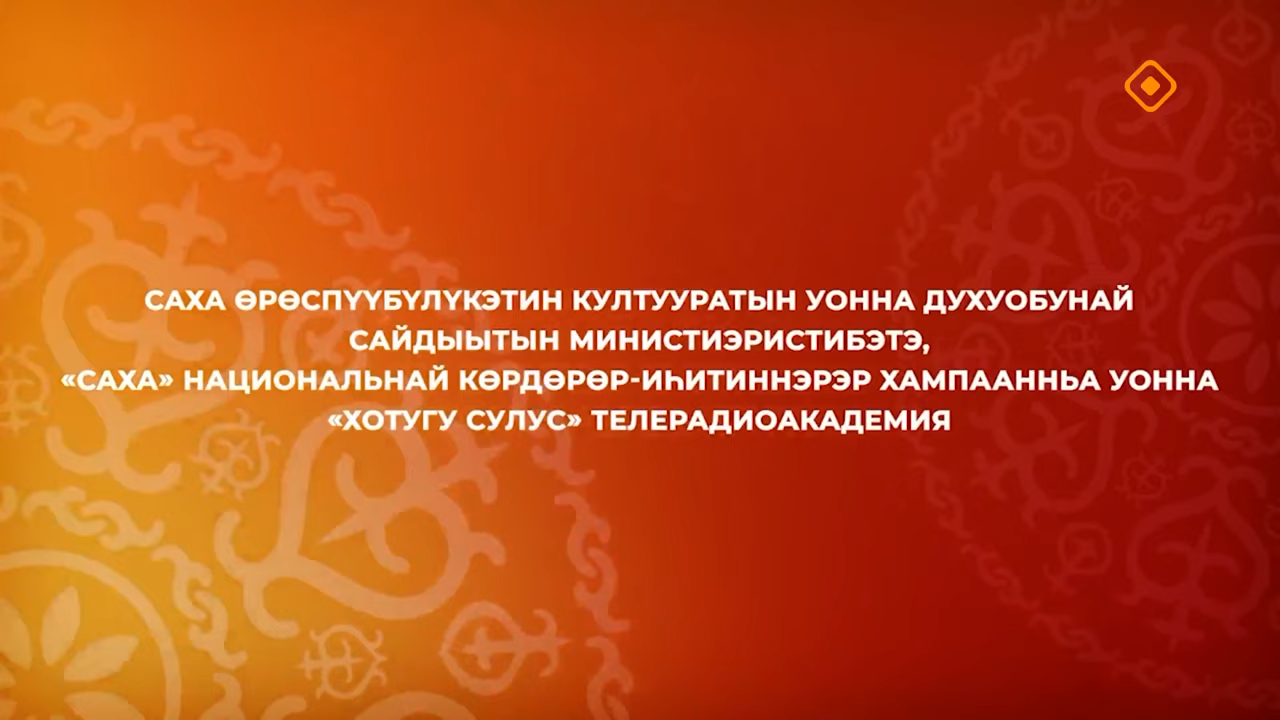 САХА ӨРӨСПҮҮБҮЛҮКЭТИН КУЛТУУРАТЫН УОННА ДУХУОБУНАЙ
САЙДЫЫТЫН МИНИСТИЭРИСТИБЭТЭ,
«САХА» НАЦИОНАЛЬНАЙ КӨРДӨРӨР-ИҺИТИННЭРЭР ХАМПААННЬА УОННА
«ХОТУГУ СУЛУС» ТЕЛЕРАДИОАКАДЕМИЯ